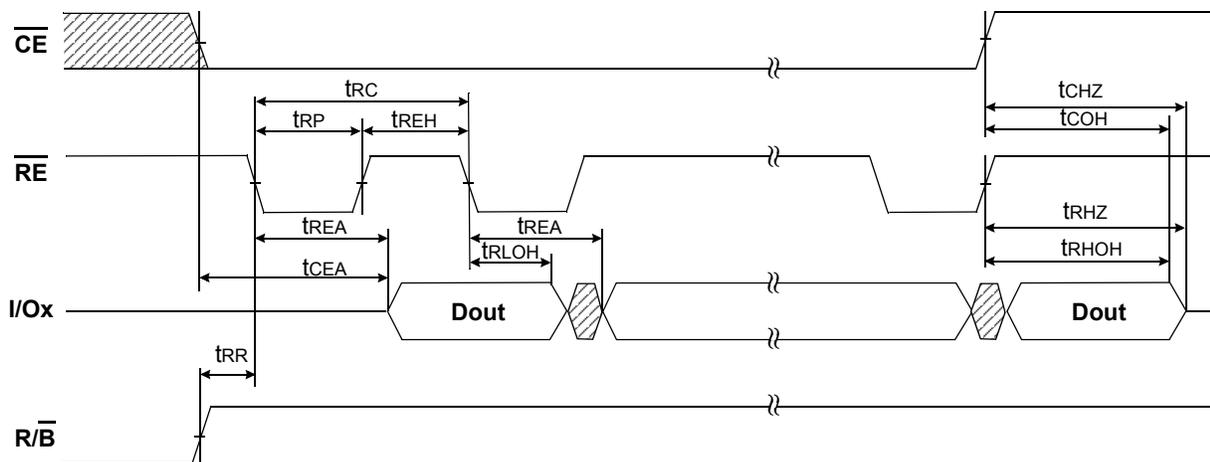 CE
tRC
tCHZ
tRP tREH
tCOH
RE
tREA tREA
tRHZ
tRLOH
tCEA
tRHOH
I/Ox
Dout
Dout
tRR
R/B